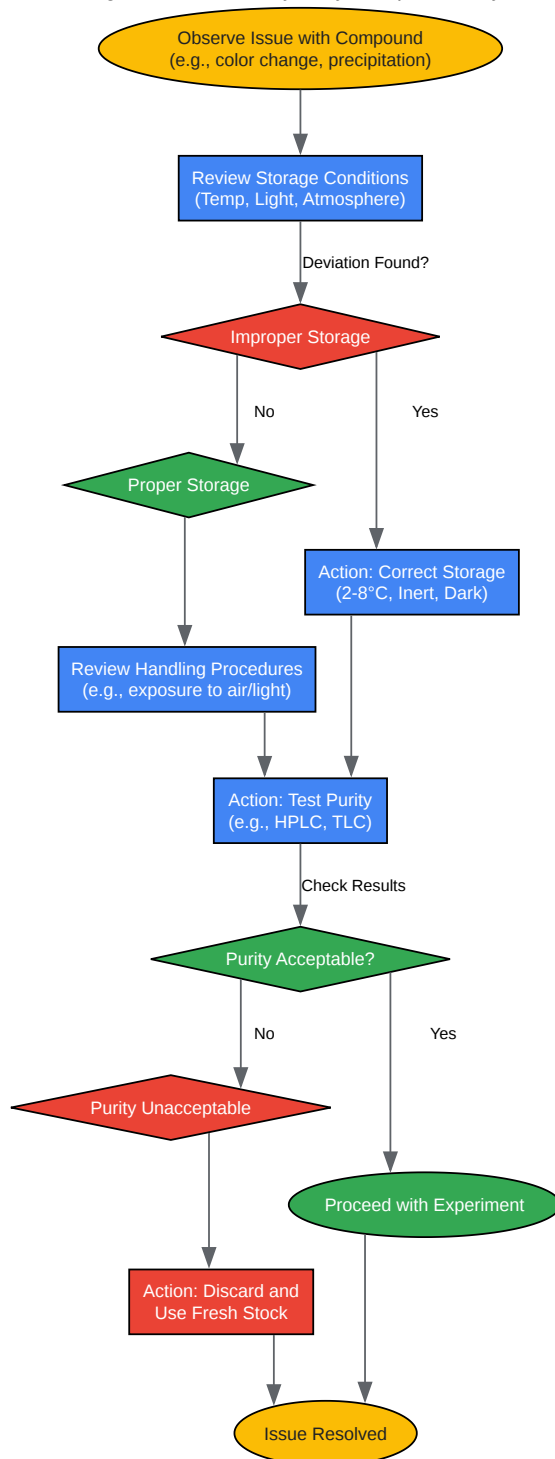 Observe Issue with Compound
(e.g., color change, precipitation)
Review Storage Conditions
(Temp, Light, Atmosphere)
Deviation Found?
Improper Storage
No
Yes
Proper Storage
Action: Correct Storage
(2-8°C, Inert, Dark)
Review Handling Procedures
(e.g., exposure to air/light)
Action: Test Purity
(e.g., HPLC, TLC)
Check Results
Purity Acceptable?
No
Yes
Purity Unacceptable
Proceed with Experiment
Action: Discard and
Use Fresh Stock
Issue Resolved